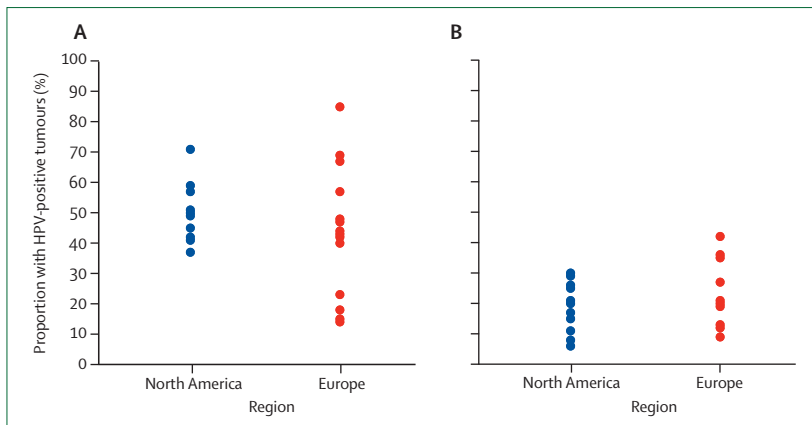 A
B
Proportion with HPV-positive tumours (%)
100
90
80
70
60
50
40
30
20
10
0
North America
Europe
Region
North America
Europe
Region